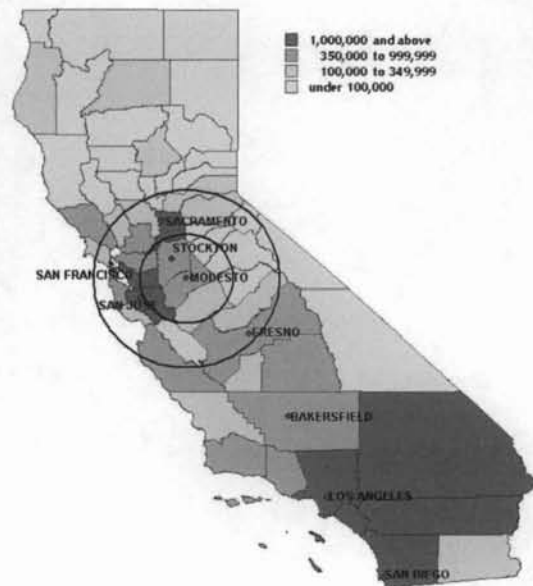 1,000,000 and above
350,000 to 999,999
100,000 to 349,999
under 100,000
SACRAMENTO
STOCKTON
SAN FRANCISCO
MODESTO
SAN JOSE
FRESNO
BAKERSFIELD
LOS ANGELES
SAN DIEGO